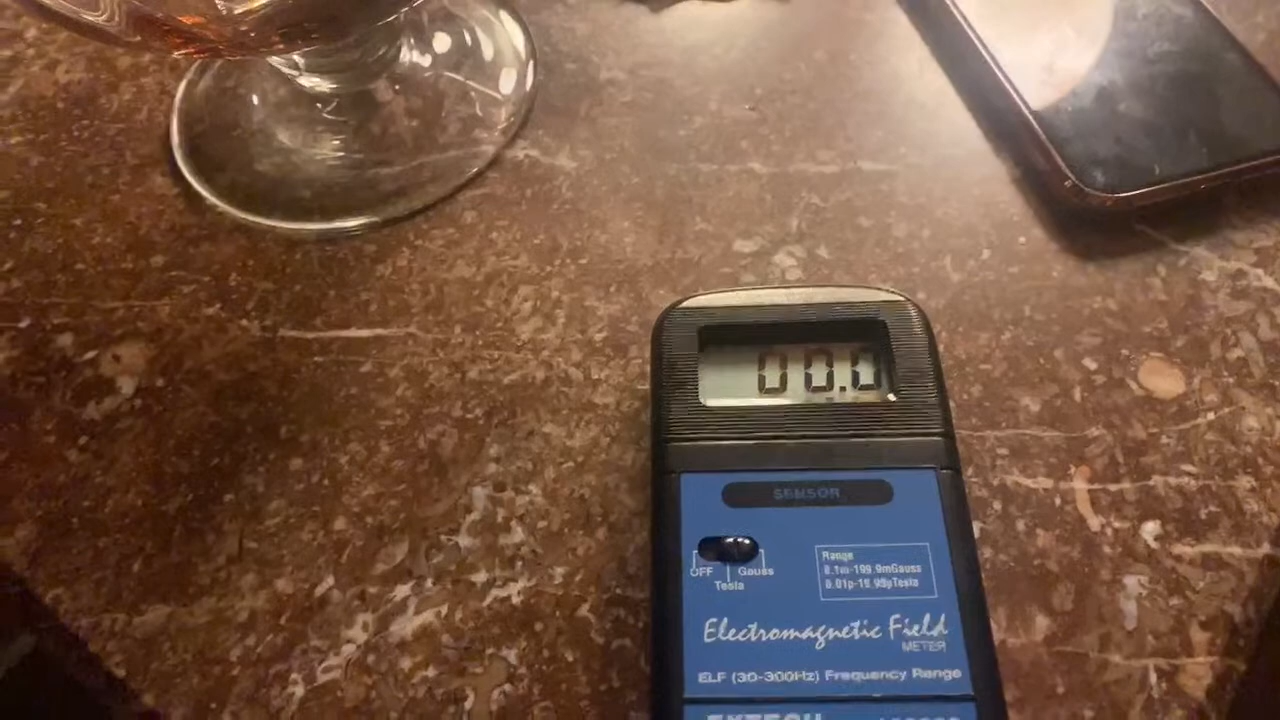 00.0
SENSOR
OFF
Gauss
Tesla
Range
0.1m-199.9mGauss
0.01µ-19.99µTesla
Electromagnetic Field
METER
ELF (30-300Hz) Frequency Range
EXTECH